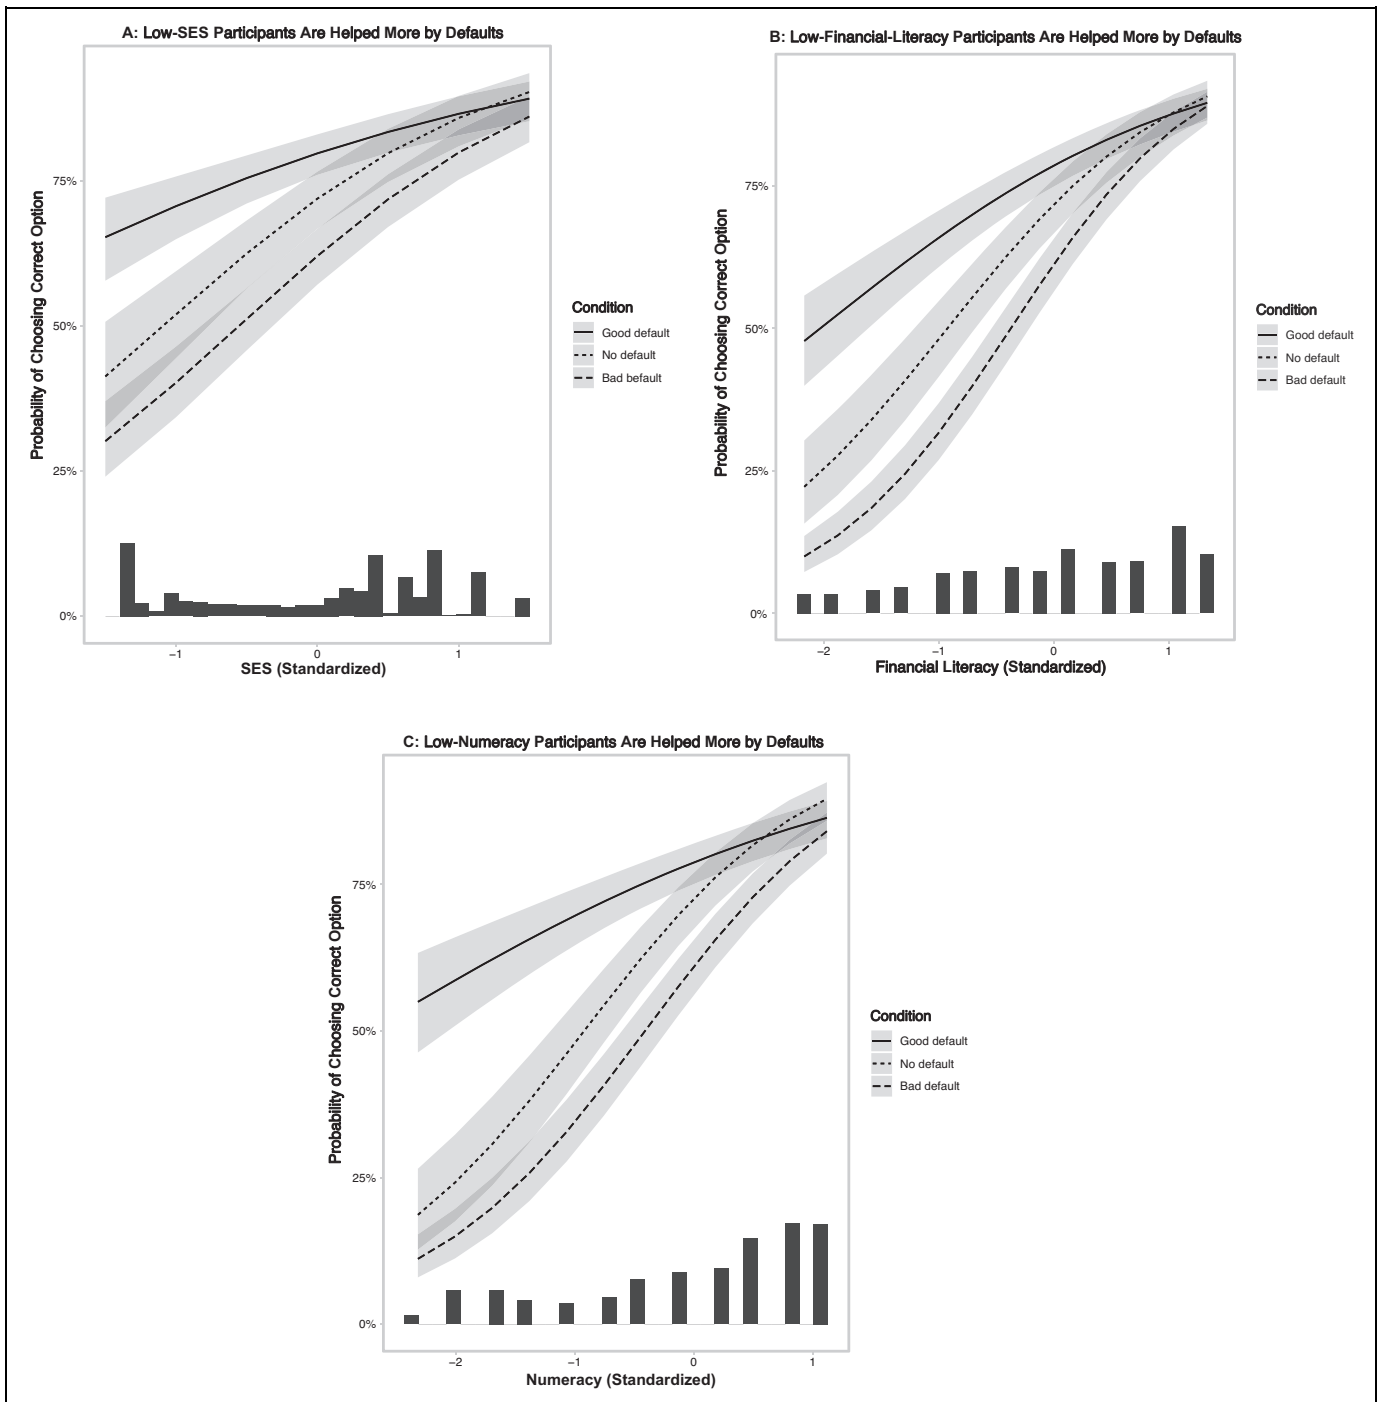 A: Low-SES Participants Are Helped More by Defaults
Probability of Choosing Correct Option
75%
50%
25%
0%
−1
0
1
SES (Standardized)
Condition
Good default
No default
Bad befault
B: Low-Financial-Literacy Participants Are Helped More by Defaults
Probability of Choosing Correct Option
75%
50%
25%
0%
−2
−1
0
1
Financial Literacy (Standardized)
Condition
Good default
No default
Bad default
C: Low-Numeracy Participants Are Helped More by Defaults
Probability of Choosing Correct Option
75%
50%
25%
0%
−2
−1
0
1
Numeracy (Standardized)
Condition
Good default
No default
Bad default